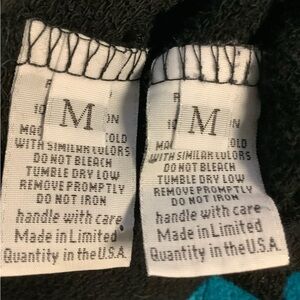 M
WITH SIMILAR COLORS
DO NOT BLEACH
TUMBLE DRY LOW
REMOVE PROMPTLY
DO NOT IRON
handle with care
Made in Limited
Quantity in the U.S.A.
M
WITH SIMILAR COLORS
DO NOT BLEACH
TUMBLE DRY LOW
REMOVE PROMPTLY
DO NOT IRON
handle with care
Made in Limited
Quantity in the U.S.A.